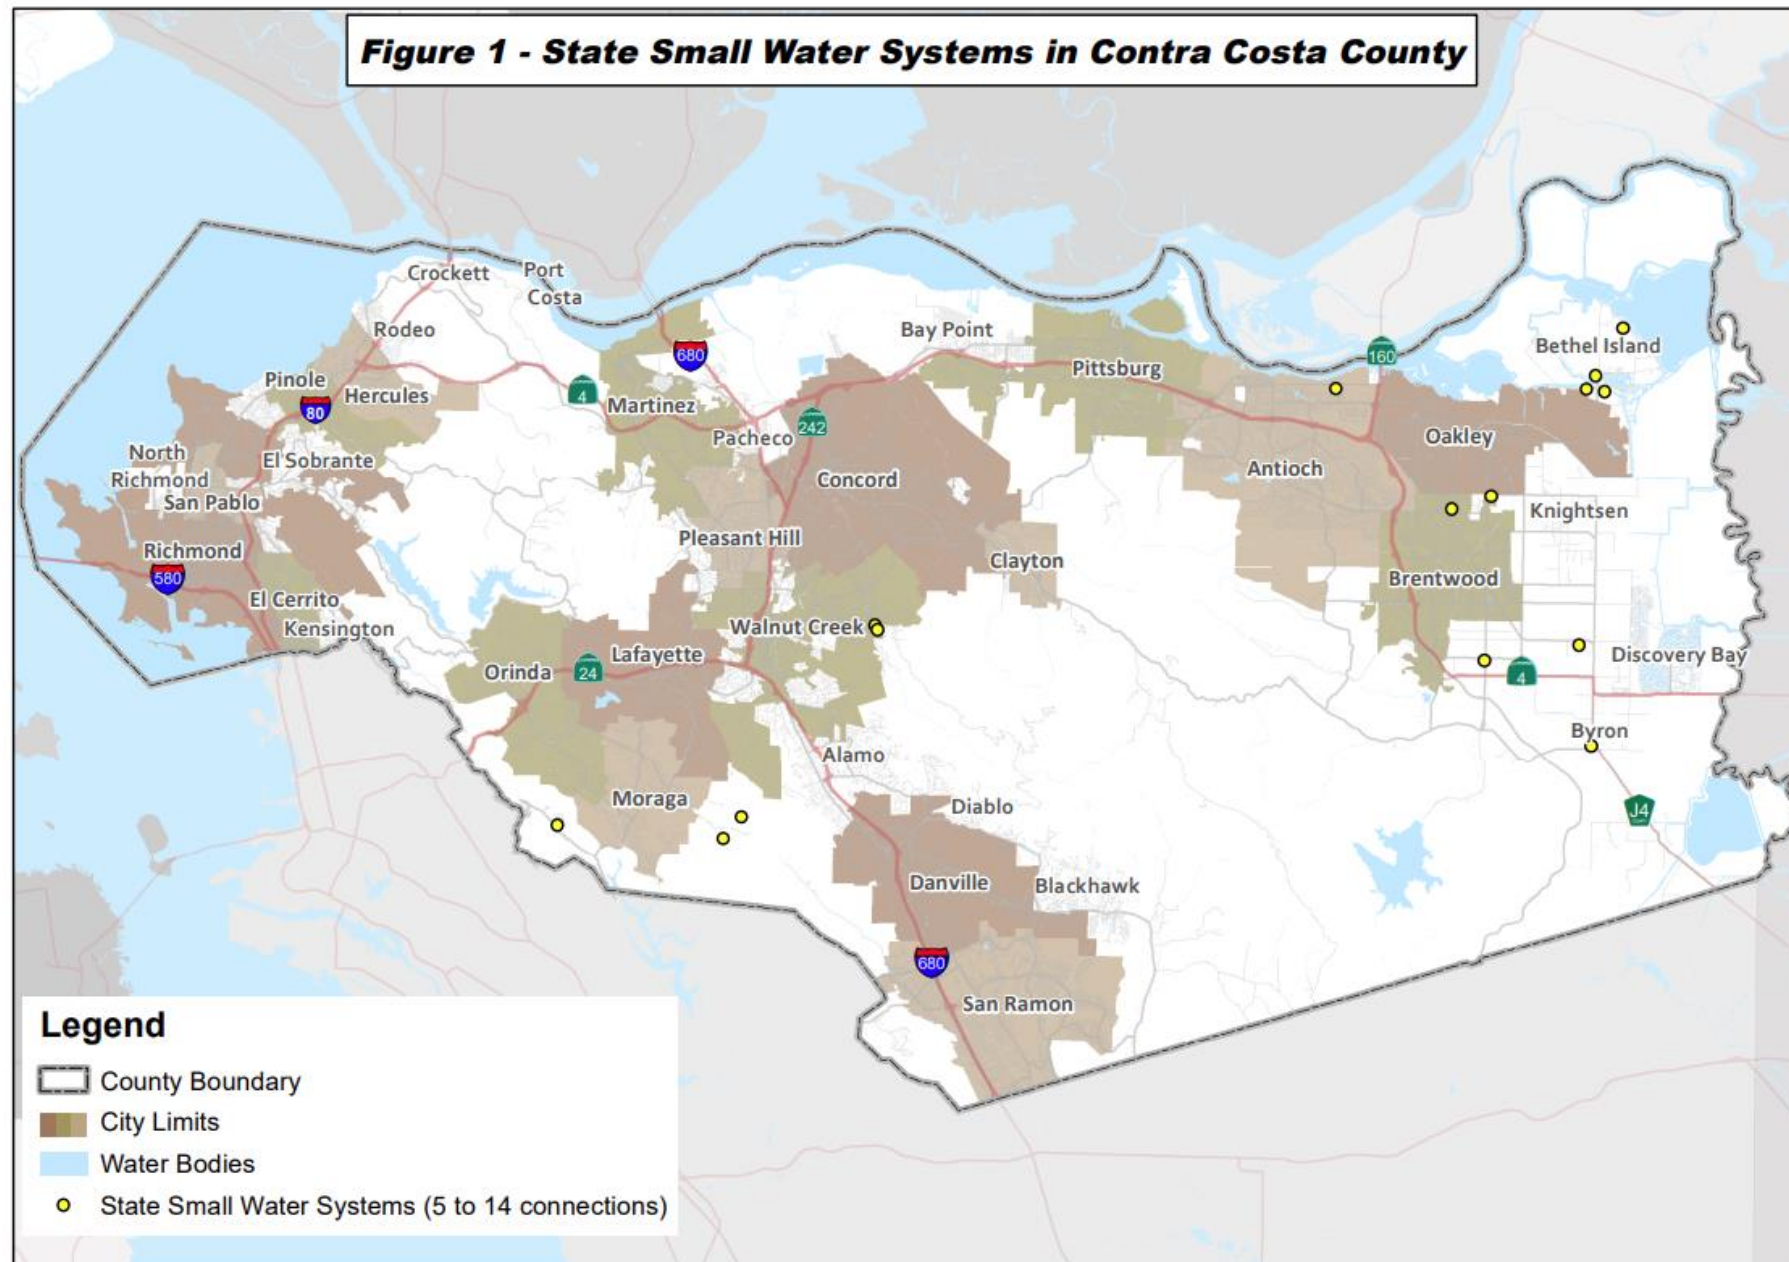 Figure 1 - State Small Water Systems in Contra Costa County
Crockett
Port
Costa
Rodeo
Bay Point
160
Bethel Island
680
Pittsburg
Pinole
Hercules
80
4
Martinez
242
Pacheco
Oakley
North
Richmond
El Sobrante
Antioch
Concord
San Pablo
Knightsen
Pleasant Hill
Richmond
Clayton
580
Brentwood
El Cerrito
Kensington
Walnut Creek
Lafayette
Orinda
24
Discovery Bay
4
Byron
Alamo
Moraga
Diablo
J4
Danville
Blackhawk
680
San Ramon
Legend
County Boundary
City Limits
Water Bodies
State Small Water Systems (5 to 14 connections)